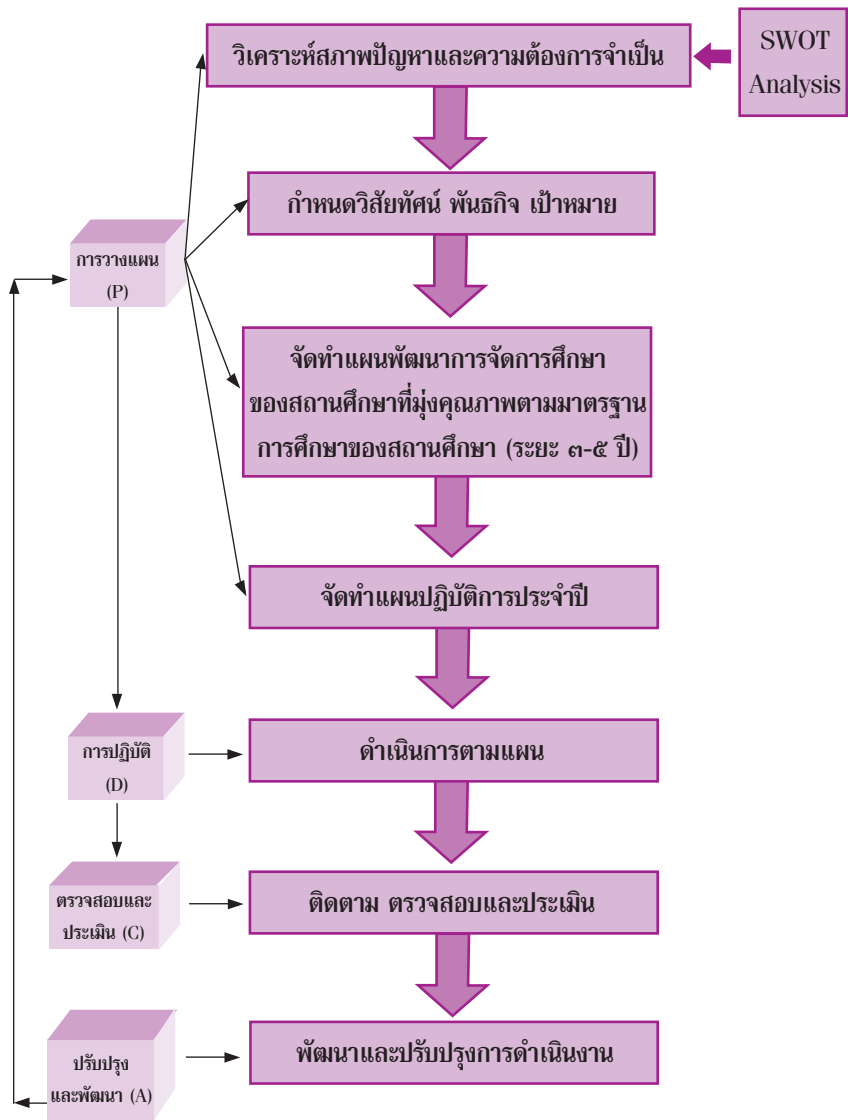 วิเคราะห์สภาพปัญหาและความต้องการจำเป็น
SWOT
Analysis
กำหนดวิสัยทัศน์ พันธกิจ เป้าหมาย
การวางแผน
(P)
จัดทำแผนพัฒนาการจัดการศึกษา
ของสถานศึกษาที่มุ่งคุณภาพตามมาตรฐาน
การศึกษาของสถานศึกษา (ระยะ ๓-๕ ปี)
จัดทำแผนปฏิบัติการประจำปี
การปฏิบัติ
(D)
ดำเนินการตามแผน
ตรวจสอบและ
ประเมิน (C)
ติดตาม ตรวจสอบและประเมิน
ปรับปรุง
และพัฒนา (A)
พัฒนาและปรับปรุงการดำเนินงาน